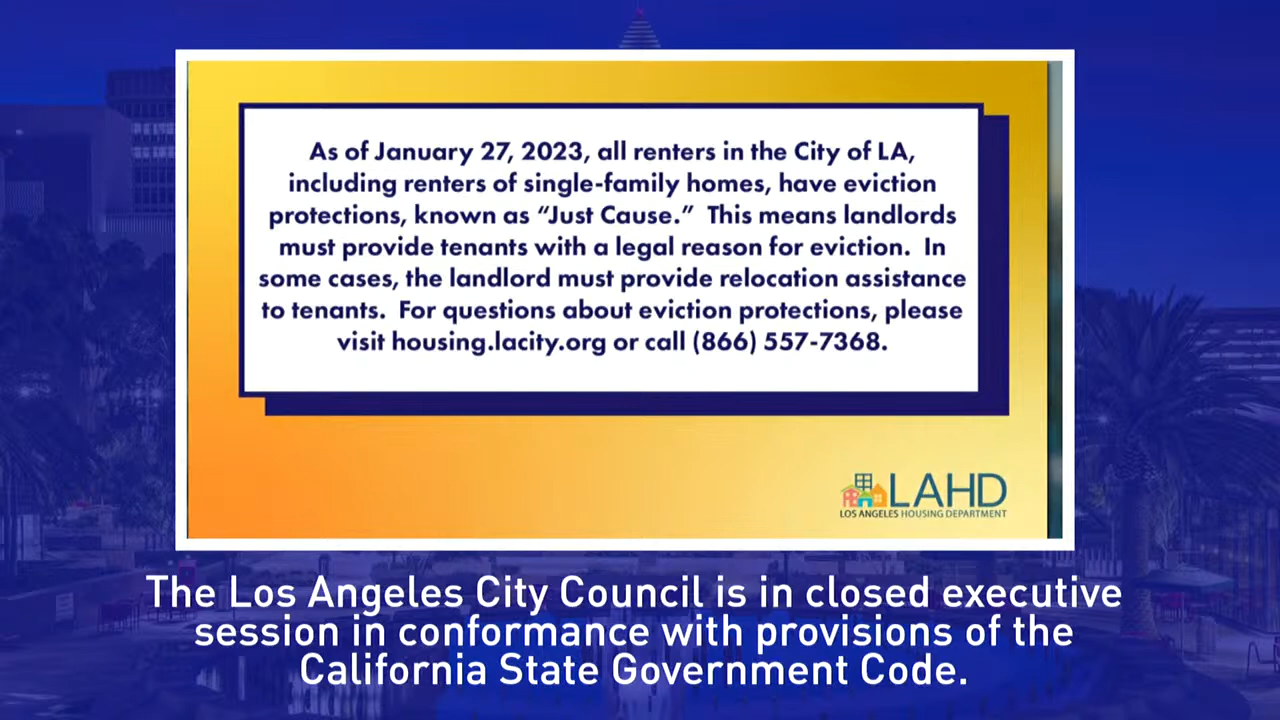 As of January 27, 2023, all renters in the City of LA,
including renters of single-family homes, have eviction
protections, known as “Just Cause.”  This means landlords
must provide tenants with a legal reason for eviction.  In
some cases, the landlord must provide relocation assistance
to tenants.  For questions about eviction protections, please
visit housing.lacity.org or call (866) 557-7368.
LAHD
LOS ANGELES HOUSING DEPARTMENT
The Los Angeles City Council is in closed executive
session in conformance with provisions of the
California State Government Code.